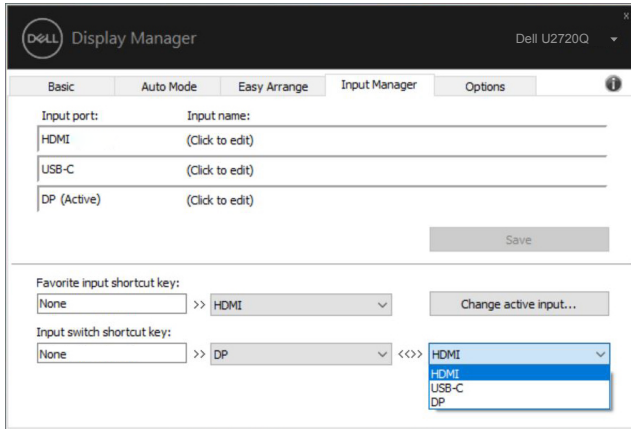 x
DELL Display Manager Dell U2720Q
Basic Auto Mode Easy Arrange Input Manager Options i
Input port: Input name:
HDMI (Click to edit)
USB-C (Click to edit)
DP (Active) (Click to edit)
Save
Favorite input shortcut key:
None >> HDMI Change active input...
Input switch shortcut key:
None >> DP <<>> HDMI
HDMI
USB-C
DP